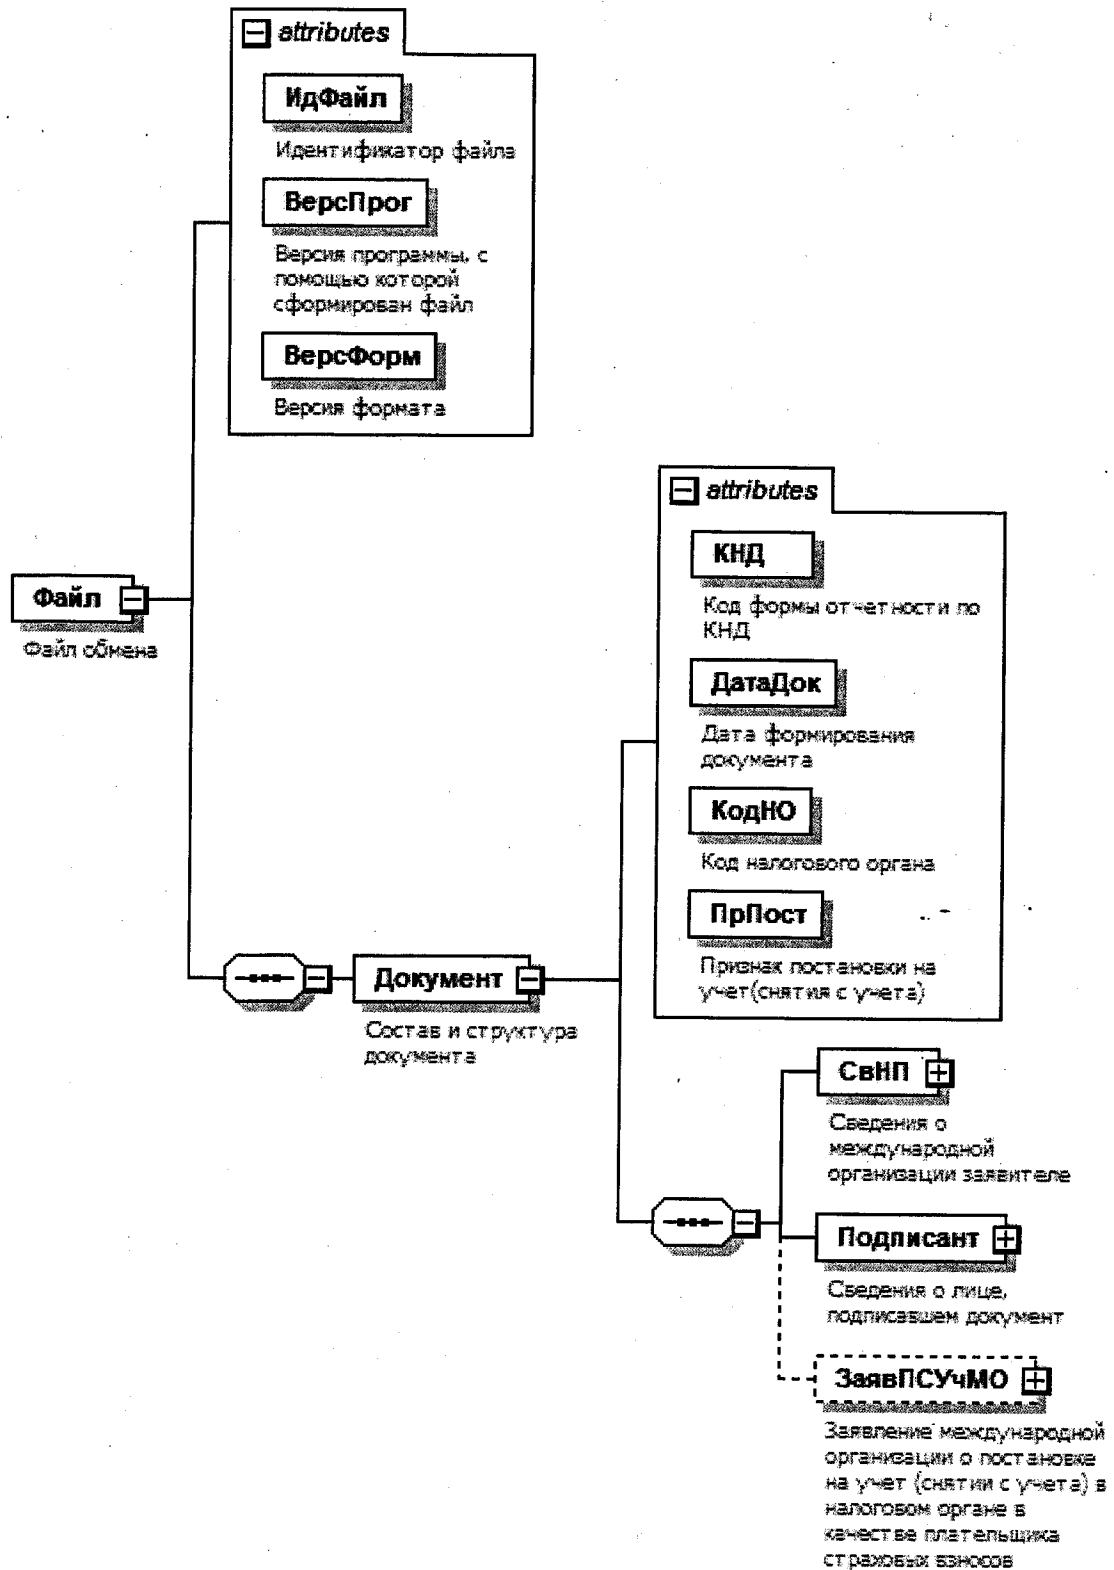 attributes
ИдФайл
Идентификатор файла
ВерсПрог
Версия программы, с
помощью которой
сформирован файл
ВерсФорм
Версия формата
Файл
Файл обмена
attributes
КНД
Код формы отчетности по
КНД
ДатаДок
Дата формирования
документа
КодНО
Код налогового органа
ПрПост
Признак постановки на
учет(снятия с учета)
Документ
Состав и структура
документа
СвНП
Сведения о
международной
организации заявителе
Подписант
Сведения о лице,
подписавшем документ
ЗаявПСУчМО
Заявление международной
организации о постановке
на учет (снятии с учета) в
налоговом органе в
качестве плательщика
страховых взносов